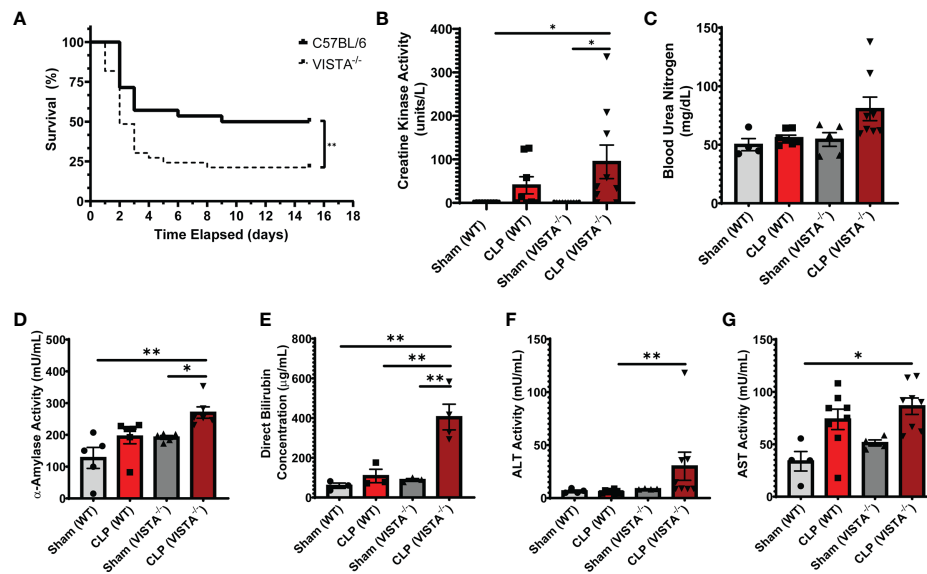 A
Survival (%)
100
75
50
25
0
0 2 4 6 8 10 12 14 16 18
Time Elapsed (days)
C57BL/6
VISTA-/-
**
B
Creatine Kinase Activity
(units/L)
400
300
200
100
0
*
*
Sham (WT)
CLP (WT)
Sham (VISTA-/-)
CLP (VISTA-/-)
C
Blood Urea Nitrogen
(mg/dL)
150
100
50
0
Sham (WT)
CLP (WT)
Sham (VISTA-/-)
CLP (VISTA-/-)
D
α-Amylase Activity (mU/mL)
500
400
300
200
100
0
**
*
Sham (WT)
CLP (WT)
Sham (VISTA-/-)
CLP (VISTA-/-)
E
Direct Bilirubin
Concentration (µg/mL)
800
600
400
200
0
**
**
**
Sham (WT)
CLP (WT)
Sham (VISTA-/-)
CLP (VISTA-/-)
F
ALT Activity (mU/mL)
150
100
50
0
**
Sham (WT)
CLP (WT)
Sham (VISTA-/-)
CLP (VISTA-/-)
G
AST Activity (mU/mL)
150
100
50
0
*
Sham (WT)
CLP (WT)
Sham (VISTA-/-)
CLP (VISTA-/-)